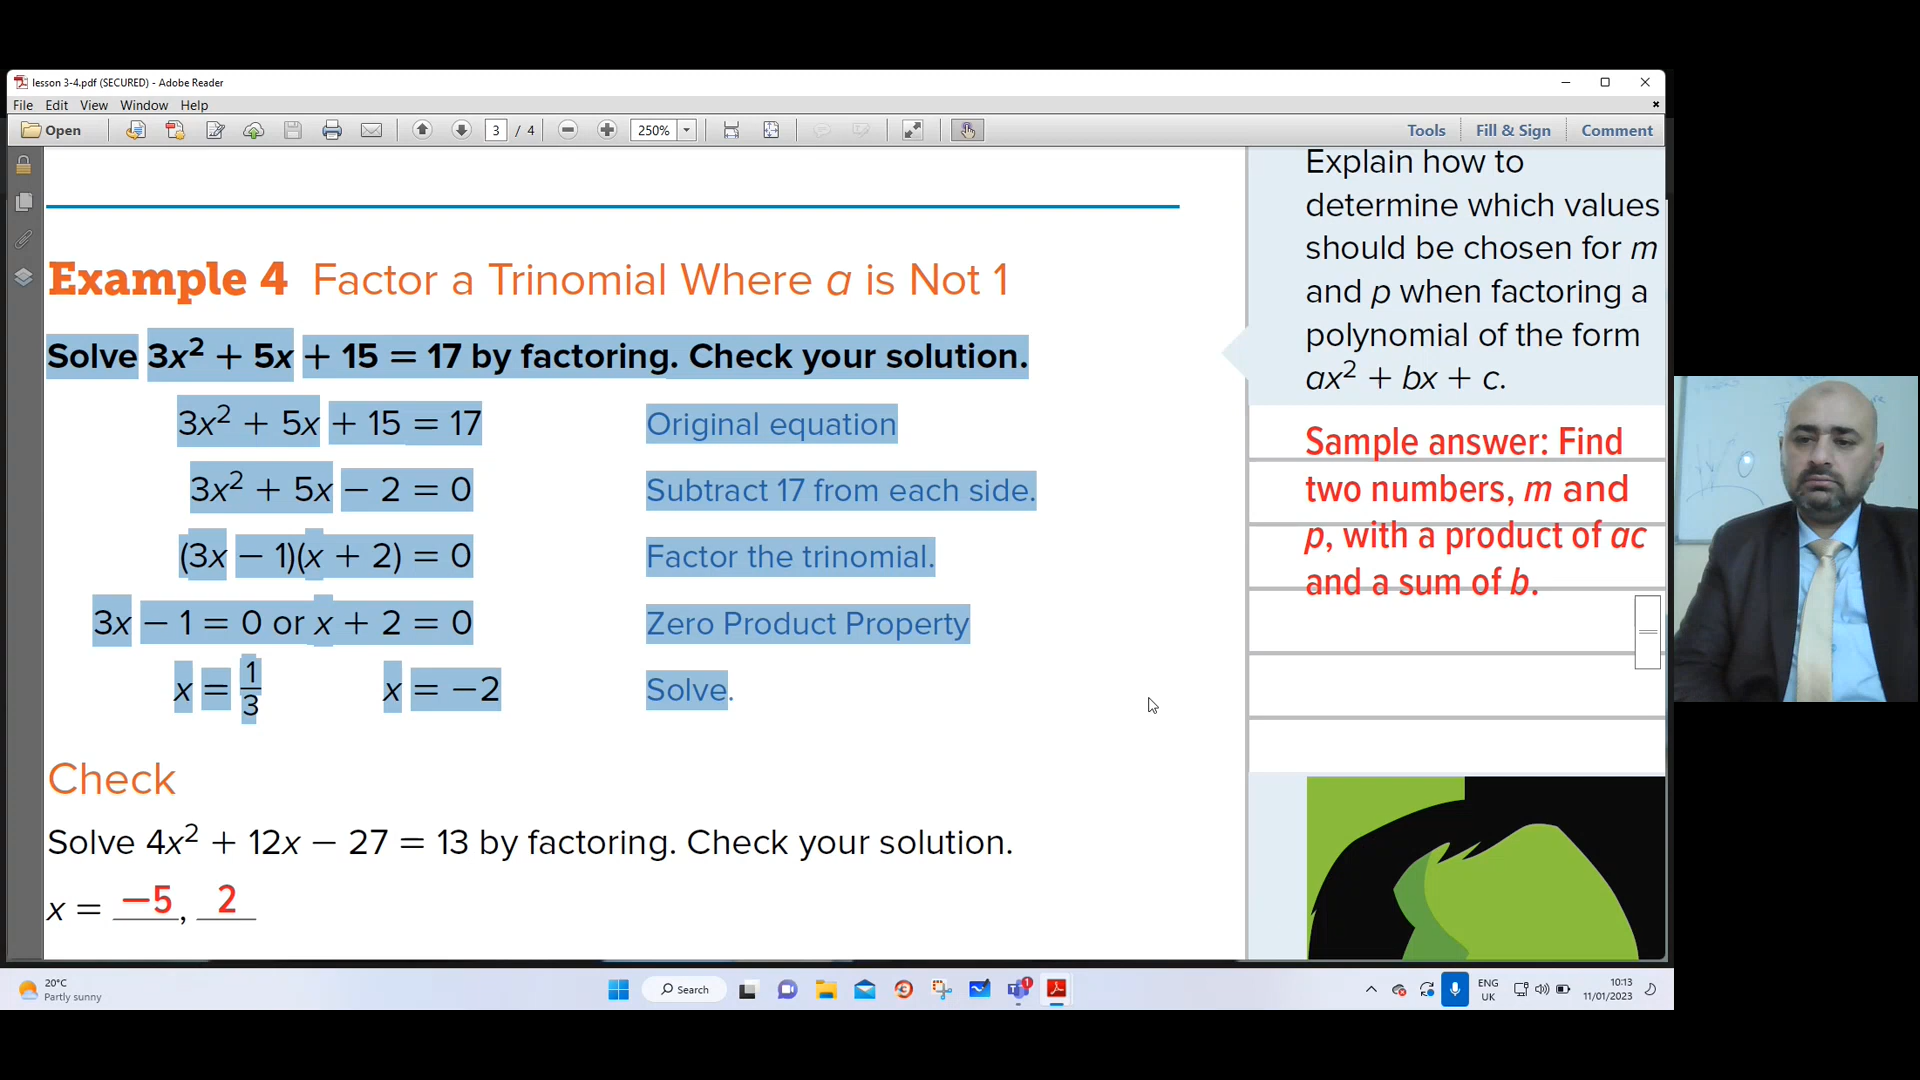 lesson 3-4.pdf (SECURED) - Adobe Reader
File Edit View Window Help
Open 3 / 4 250% Tools Fill & Sign Comment
Example 4 Factor a Trinomial Where a is Not 1
Solve 3x² + 5x + 15 = 17 by factoring. Check your solution.
3x² + 5x + 15 = 17 Original equation
3x² + 5x − 2 = 0 Subtract 17 from each side.
(3x − 1)(x + 2) = 0 Factor the trinomial.
3x − 1 = 0 or x + 2 = 0 Zero Product Property
x = 1/3 x = −2 Solve.
Check
Solve 4x² + 12x − 27 = 13 by factoring. Check your solution.
x = −5, 2
Explain how to
determine which values
should be chosen for m
and p when factoring a
polynomial of the form
ax² + bx + c.
Sample answer: Find
two numbers, m and
p, with a product of ac
and a sum of b.
20°C
Partly sunny
Search
1
ENG
UK
10:13
11/01/2023